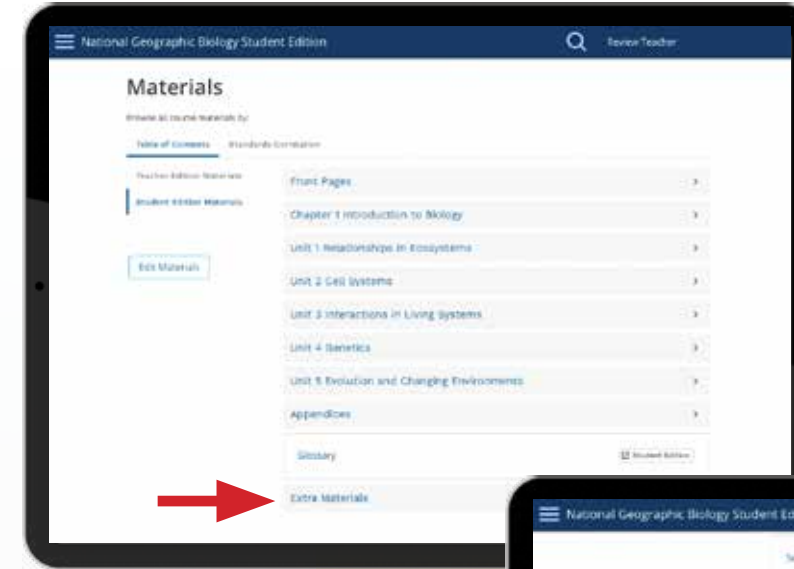 National Geographic Biology Student Edition
Review Teacher
Materials
Browse all course materials by:
Table of Contents Standards Correlation
Teacher Edition Materials
Student Edition Materials
Edit Materials
Front Pages
Chapter 1 Introduction to Biology
Unit 1 Relationships in Ecosystems
Unit 2 Cell Systems
Unit 3 Interactions in Living Systems
Unit 4 Genetics
Unit 5 Evolution and Changing Environments
Appendices
Glossary
Student Edition
Extra Materials
National Geographic Biology Student Ed